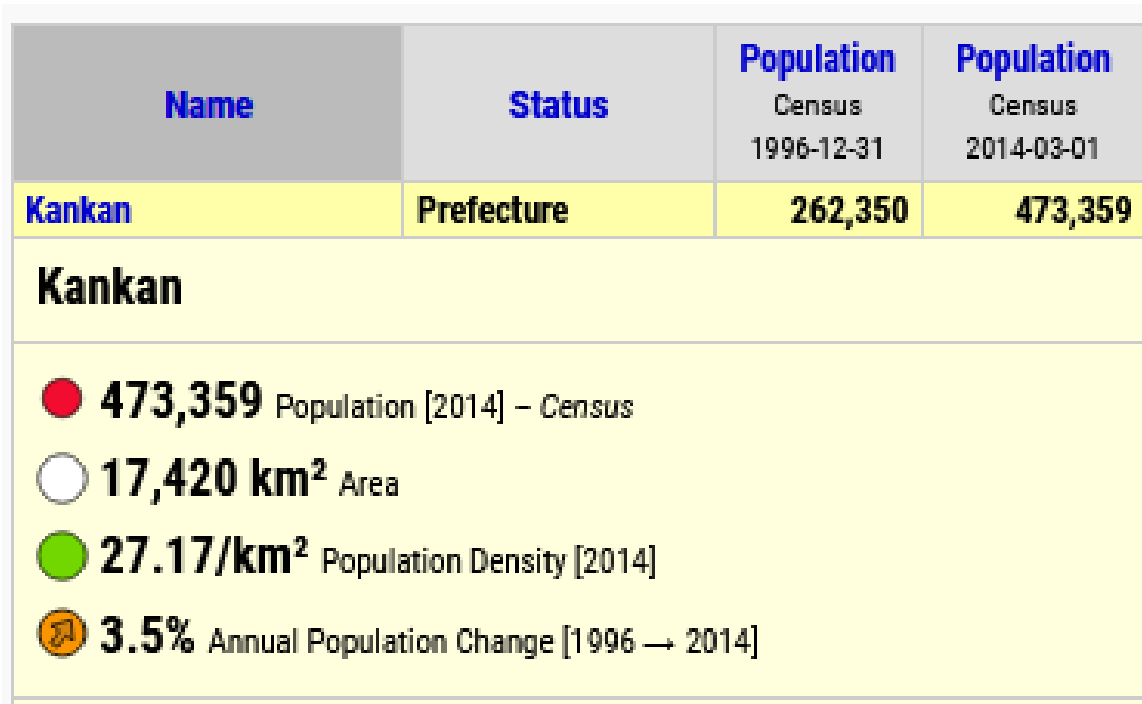 Name Status Population Census 1996-12-31 Population Census 2014-03-01
Kankan Prefecture 262,350 473,359
Kankan
473,359 Population [2014] – Census
17,420 km² Area
27.17/km² Population Density [2014]
3.5% Annual Population Change [1996 → 2014]